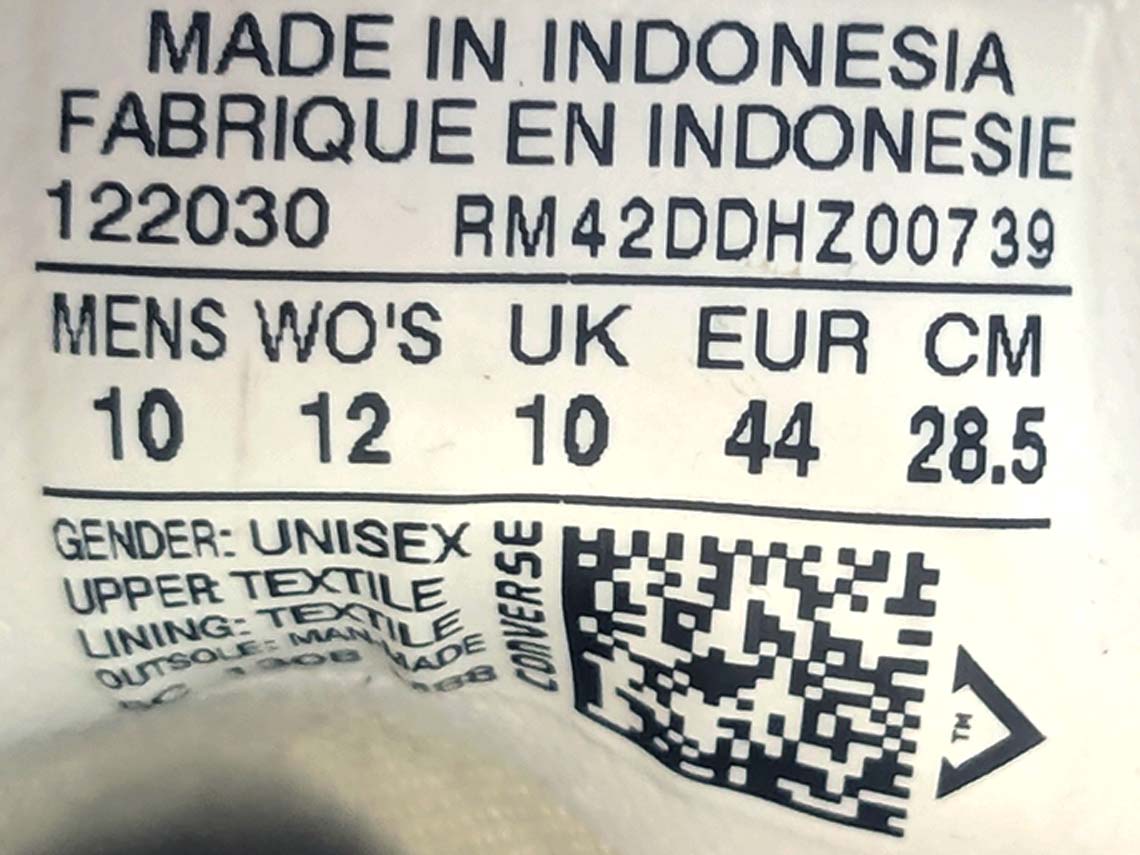 MADE IN INDONESIA
FABRIQUE EN INDONESIE
122030 RM42DDHZ00739
MENS WO'S UK EUR CM
10 12 10 44 28.5
GENDER: UNISEX
UPPER: TEXTILE
LINING: TEXTILE
OUTSOLE: MAN-MADE
CONVERSE
TM